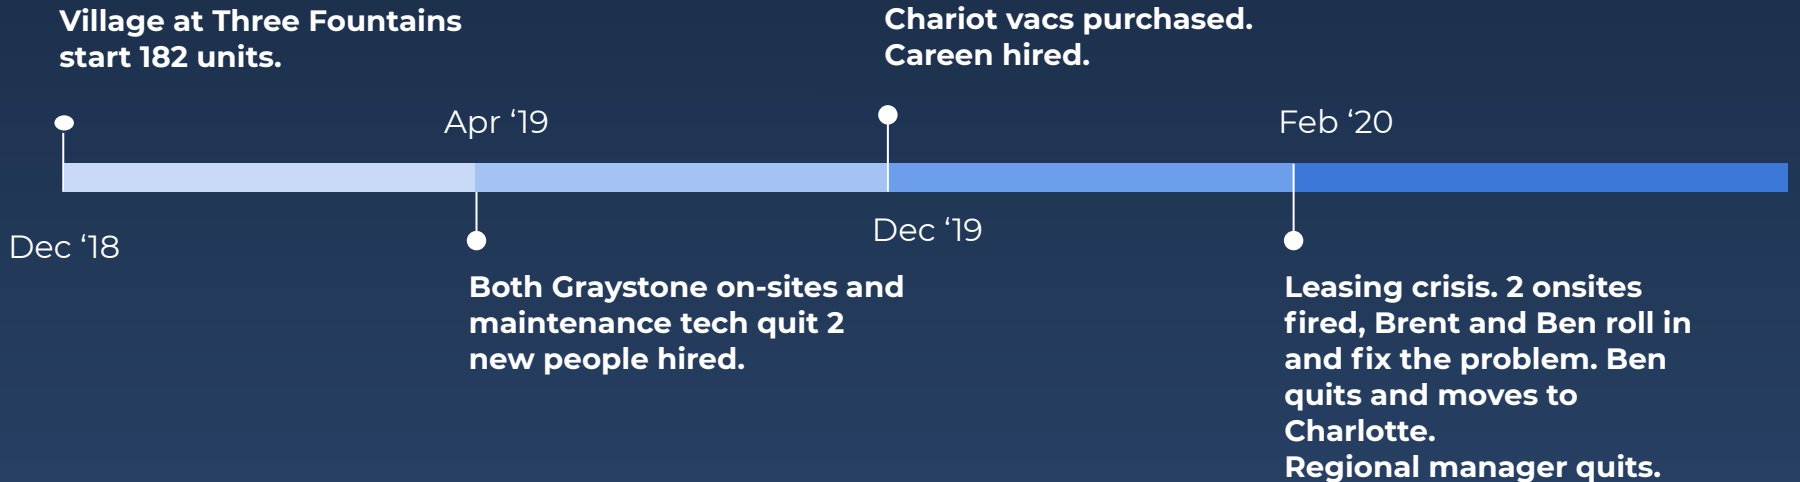 Village at Three Fountains
start 182 units.
Chariot vacs purchased.
Careen hired.
Apr ‘19
Feb ‘20
Dec ‘18
Dec ‘19
Both Graystone on-sites and
maintenance tech quit 2
new people hired.
Leasing crisis. 2 onsites
fired, Brent and Ben roll in
and fix the problem. Ben
quits and moves to
Charlotte.
Regional manager quits.